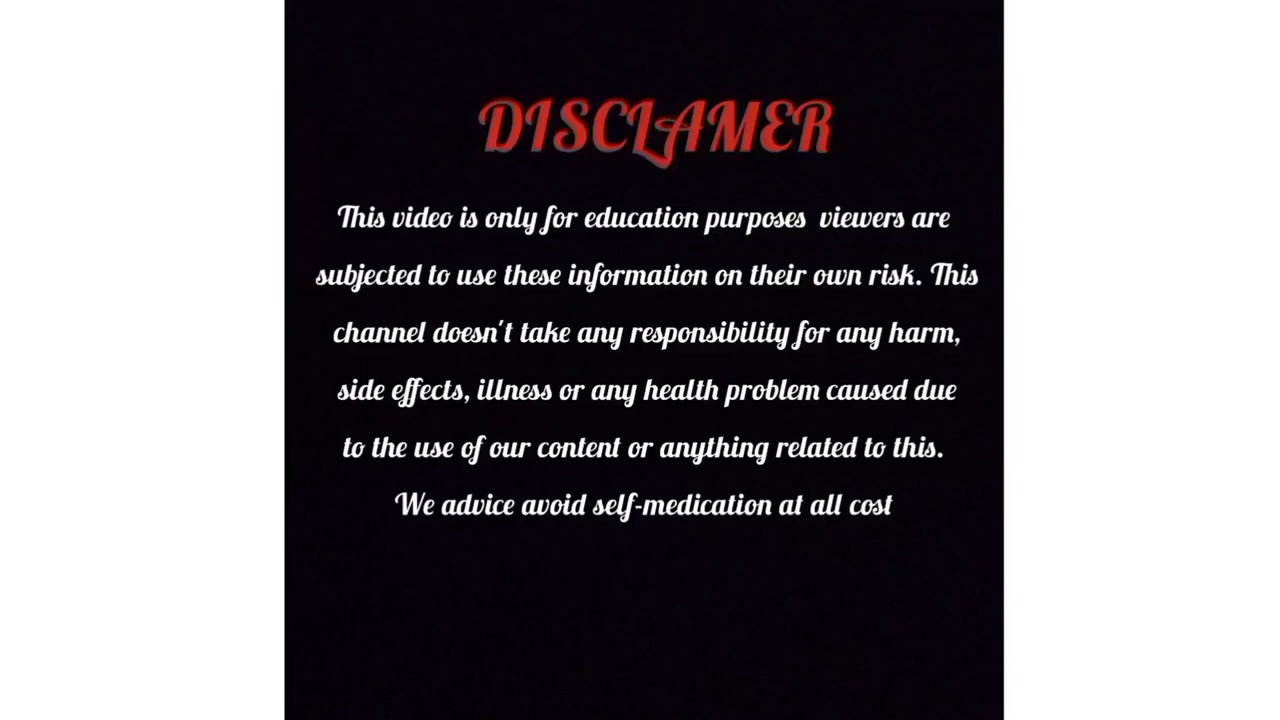 DISCLAMER
This video is only for education purposes viewers are
subjected to use these information on their own risk. This
channel doesn't take any responsibility for any harm,
side effects, illness or any health problem caused due
to the use of our content or anything related to this.
We advice avoid self-medication at all cost